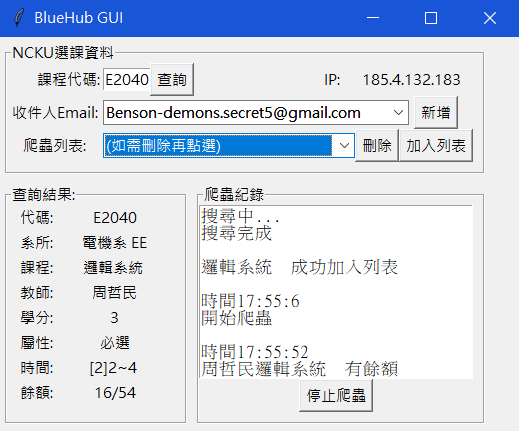 BlueHub GUI
NCKU選課資料
課程代碼: E2040 查詢 IP: 185.4.132.183
收件人Email: Benson-demons.secret5@gmail.com 新增
爬蟲列表: (如需刪除再點選) 刪除 加入列表
查詢結果:
代碼: E2040
系所: 電機系 EE
課程: 邏輯系統
教師: 周哲民
學分: 3
屬性: 必選
時間: [2]2~4
餘額: 16/54
爬蟲紀錄
搜尋中...
搜尋完成
邏輯系統 成功加入列表
時間17:55:6
開始爬蟲
時間17:55:52
周哲民邏輯系統 有餘額
停止爬蟲